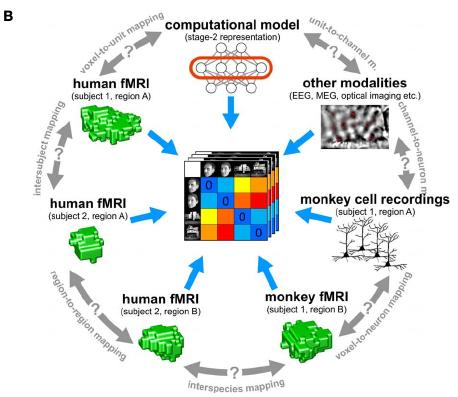 B
computational model
(stage-2 representation)
voxel-to-unit mapping
?
unit-to-channel m.
?
human fMRI
(subject 1, region A)
other modalities
(EEG, MEG, optical imaging etc.)
intersubject mapping
?
channel-to-neuron m.
?
0
0
0
0
human fMRI
(subject 2, region A)
monkey cell recordings
(subject 1, region A)
region-to-region mapping
?
human fMRI
(subject 2, region B)
monkey fMRI
(subject 1, region B)
voxel-to-neuron mapping
?
?
interspecies mapping